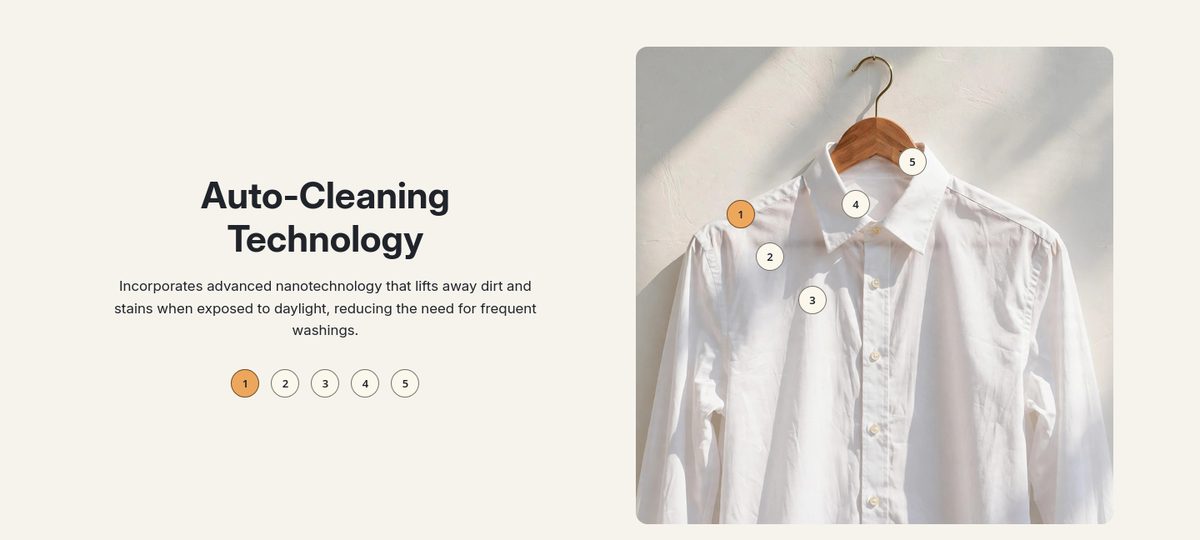 Auto-Cleaning
Technology
Incorporates advanced nanotechnology that lifts away dirt and
stains when exposed to daylight, reducing the need for frequent
washings.
1 2 3 4 5
5
4
1
2
3